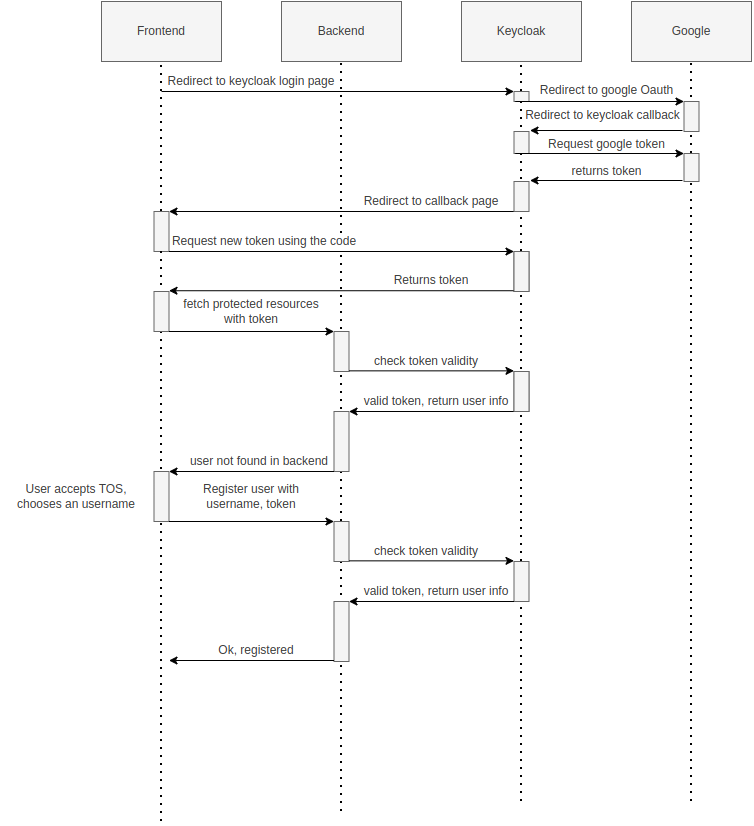 Frontend
Backend
Keycloak
Google
Redirect to keycloak login page
Redirect to google Oauth
Redirect to keycloak callback
Request google token
returns token
Redirect to callback page
Request new token using the code
Returns token
fetch protected resources
with token
check token validity
valid token, return user info
user not found in backend
User accepts TOS,
chooses an username
Register user with
username, token
check token validity
valid token, return user info
Ok, registered